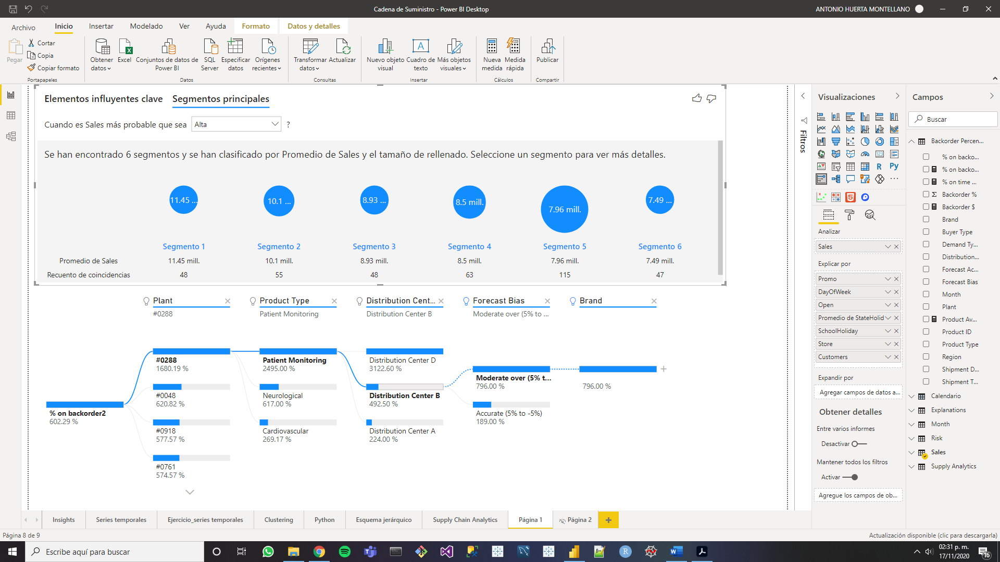 Cadena de Suministro - Power BI Desktop
ANTONIO HUERTA MONTELLANO
Archivo
Inicio
Insertar
Modelado
Ver
Ayuda
Formato
Datos y detalles
Pegar
Cortar
Copia
Copiar formato
Portapapeles
Obtener
datos
Excel
Conjuntos de datos de
Power BI
SQL
Server
Especificar
datos
Orígenes
recientes
Datos
Transformar
datos
Actualizar
Consultas
Nuevo objeto
visual
Cuadro de
texto
Más objetos
visuales
Insertar
Nueva
medida
Medida
rápida
Cálculos
Publicar
Compartir
Elementos influyentes clave
Segmentos principales
Cuando es Sales más probable que sea
Alta
?
Se han encontrado 6 segmentos y se han clasificado por Promedio de Sales y el tamaño de rellenado. Seleccione un segmento para ver más detalles.
11.45 ...
10.1 ...
8.93 ...
8.5 mill.
7.96 mill.
7.49 ...
Segmento 1
Segmento 2
Segmento 3
Segmento 4
Segmento 5
Segmento 6
Promedio de Sales
11.45 mill.
10.1 mill.
8.93 mill.
8.5 mill.
7.96 mill.
7.49 mill.
Recuento de coincidencias
48
55
48
63
115
47
Plant
#0288
Product Type
Patient Monitoring
Distribution Cent...
Distribution Center B
Forecast Bias
Moderate over (5% to ...
Brand
% on backorder2
602.29 %
#0288
1680.19 %
#0048
620.82 %
#0918
577.57 %
#0761
574.57 %
Patient Monitoring
2495.00 %
Neurological
617.00 %
Cardiovascular
269.17 %
Distribution Center D
3122.60 %
Distribution Center B
492.50 %
Distribution Center A
224.00 %
Moderate over (5% t...
796.00 %
Accurate (5% to -5%)
189.00 %
796.00 %
Filtros
Visualizaciones
R
Py
Analizar
Sales
Explicar por
Promo
DayOfWeek
Open
Promedio de StateHolid
SchoolHoliday
Store
Customers
Expandir por
Agregar campos de datos a...
Obtener detalles
Entre varios informes
Desactivar
Mantener todos los filtros
Activar
Agregue los campos de ob...
Campos
Buscar
Backorder Percen...
% on backo...
% on backo...
% on time ...
Backorder %
Backorder $
Brand
Buyer Type
Demand Ty...
Distribution...
Forecast Ac...
Forecast Bias
Month
Plant
Product Av...
Product ID
Product Type
Region
Shipment D...
Shipment T...
Calendario
Explanations
Month
Risk
Sales
Supply Analytics
Insights
Series temporales
Ejercicio_series temporales
Clustering
Python
Esquema jerárquico
Supply Chain Analytics
Página 1
Página 2
Página 8 de 9
Actualización disponible (clic para descargarla)
Escribe aquí para buscar
02:31 p. m.
17/11/2020
16